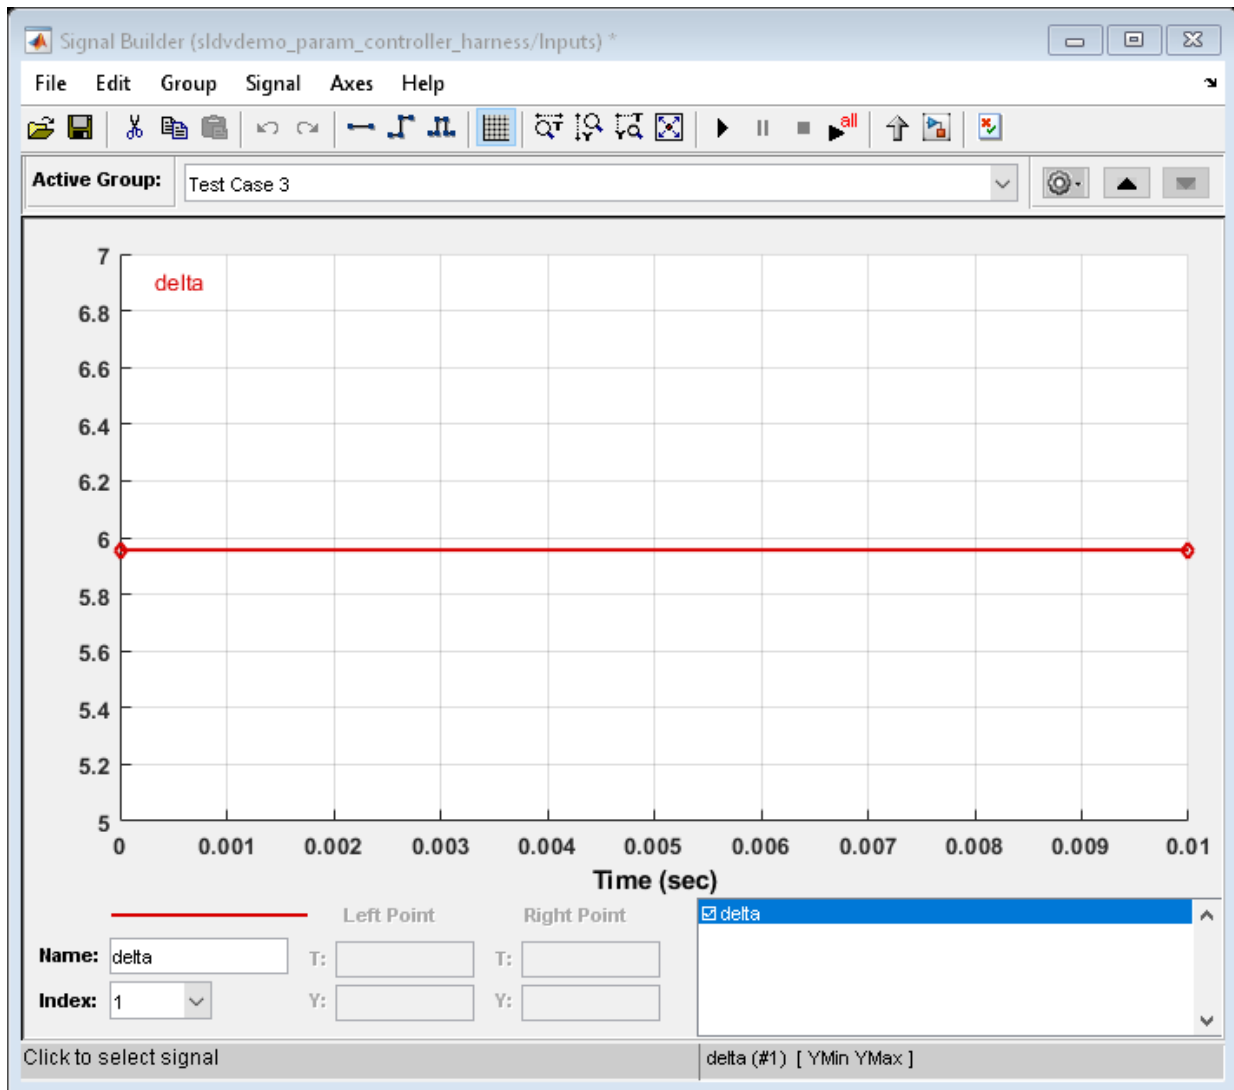 Signal Builder (sldvdemo_param_controller_harness/Inputs) *
File Edit Group Signal Axes Help
all
Active Group: Test Case 3
7
delta
6.8
6.6
6.4
6.2
6
5.8
5.6
5.4
5.2
5
0 0.001 0.002 0.003 0.004 0.005 0.006 0.007 0.008 0.009 0.01
Time (sec)
Left Point Right Point delta
Name: delta T: T:
Index: 1 Y: Y:
Click to select signal delta (#1) [ YMin YMax ]